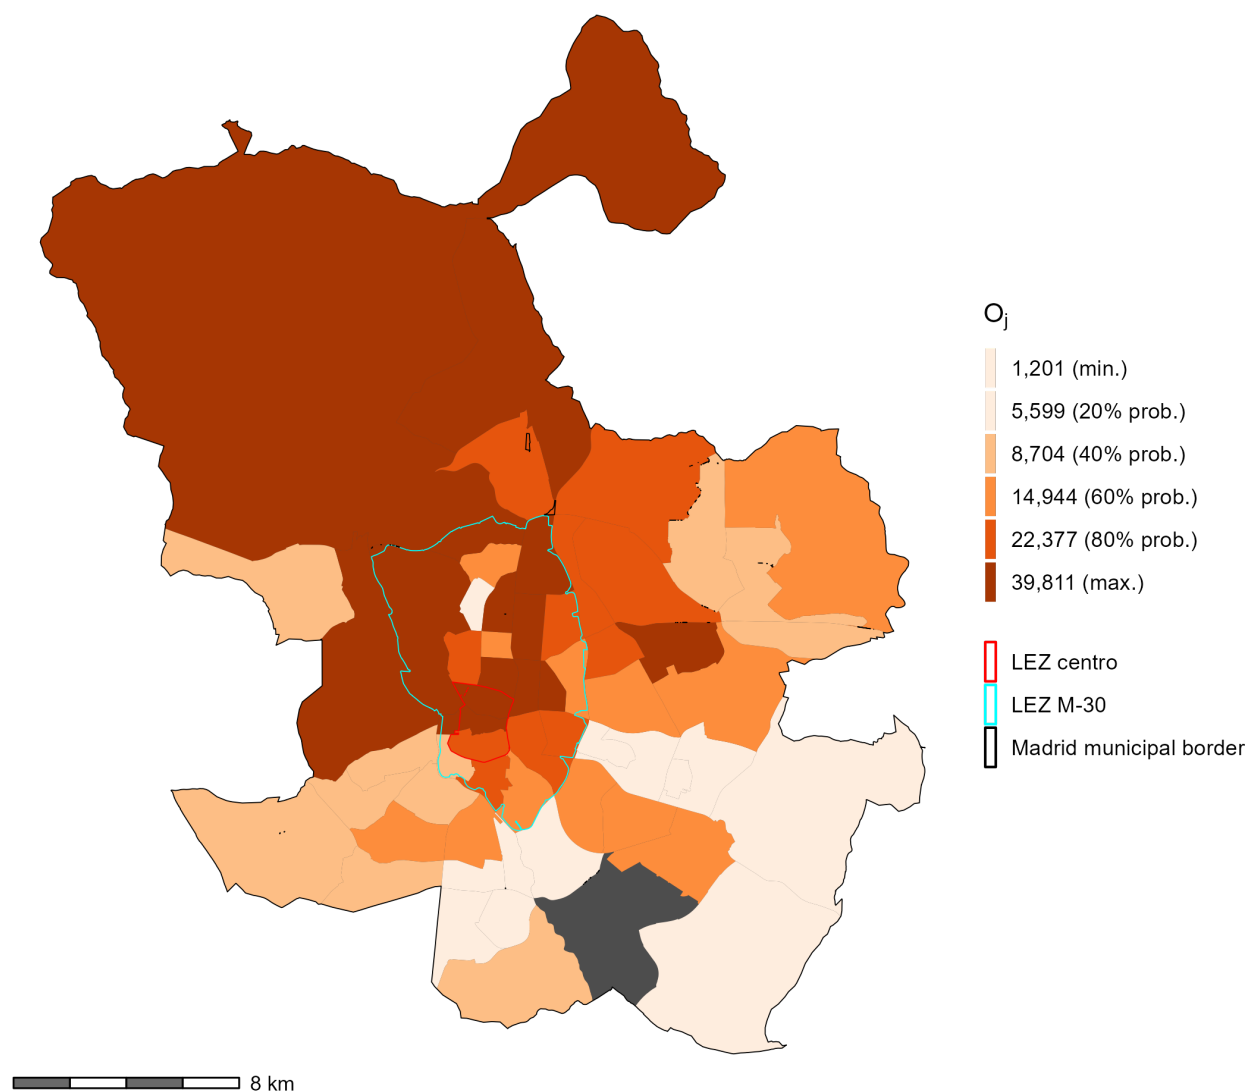 Oj
1,201 (min.)
5,599 (20% prob.)
8,704 (40% prob.)
14,944 (60% prob.)
22,377 (80% prob.)
39,811 (max.)
LEZ centro
LEZ M-30
Madrid municipal border
8 km